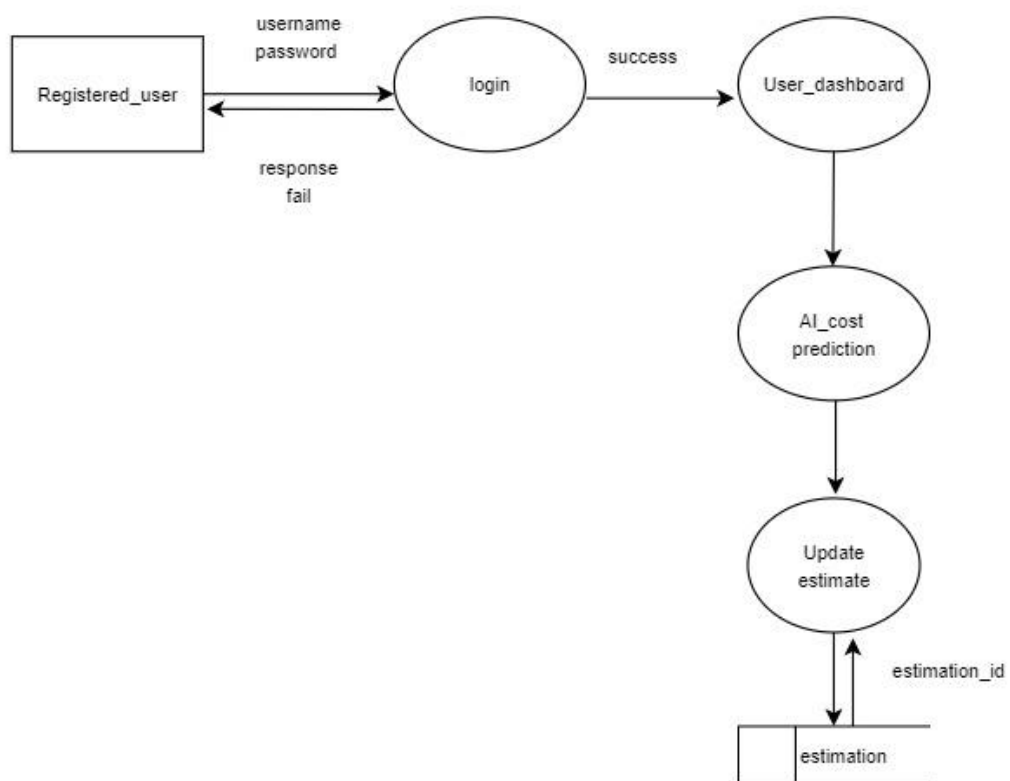 username
password
Registered_user
login
success
User_dashboard
response
fail
AI_cost
prediction
Update
estimate
estimation_id
estimation